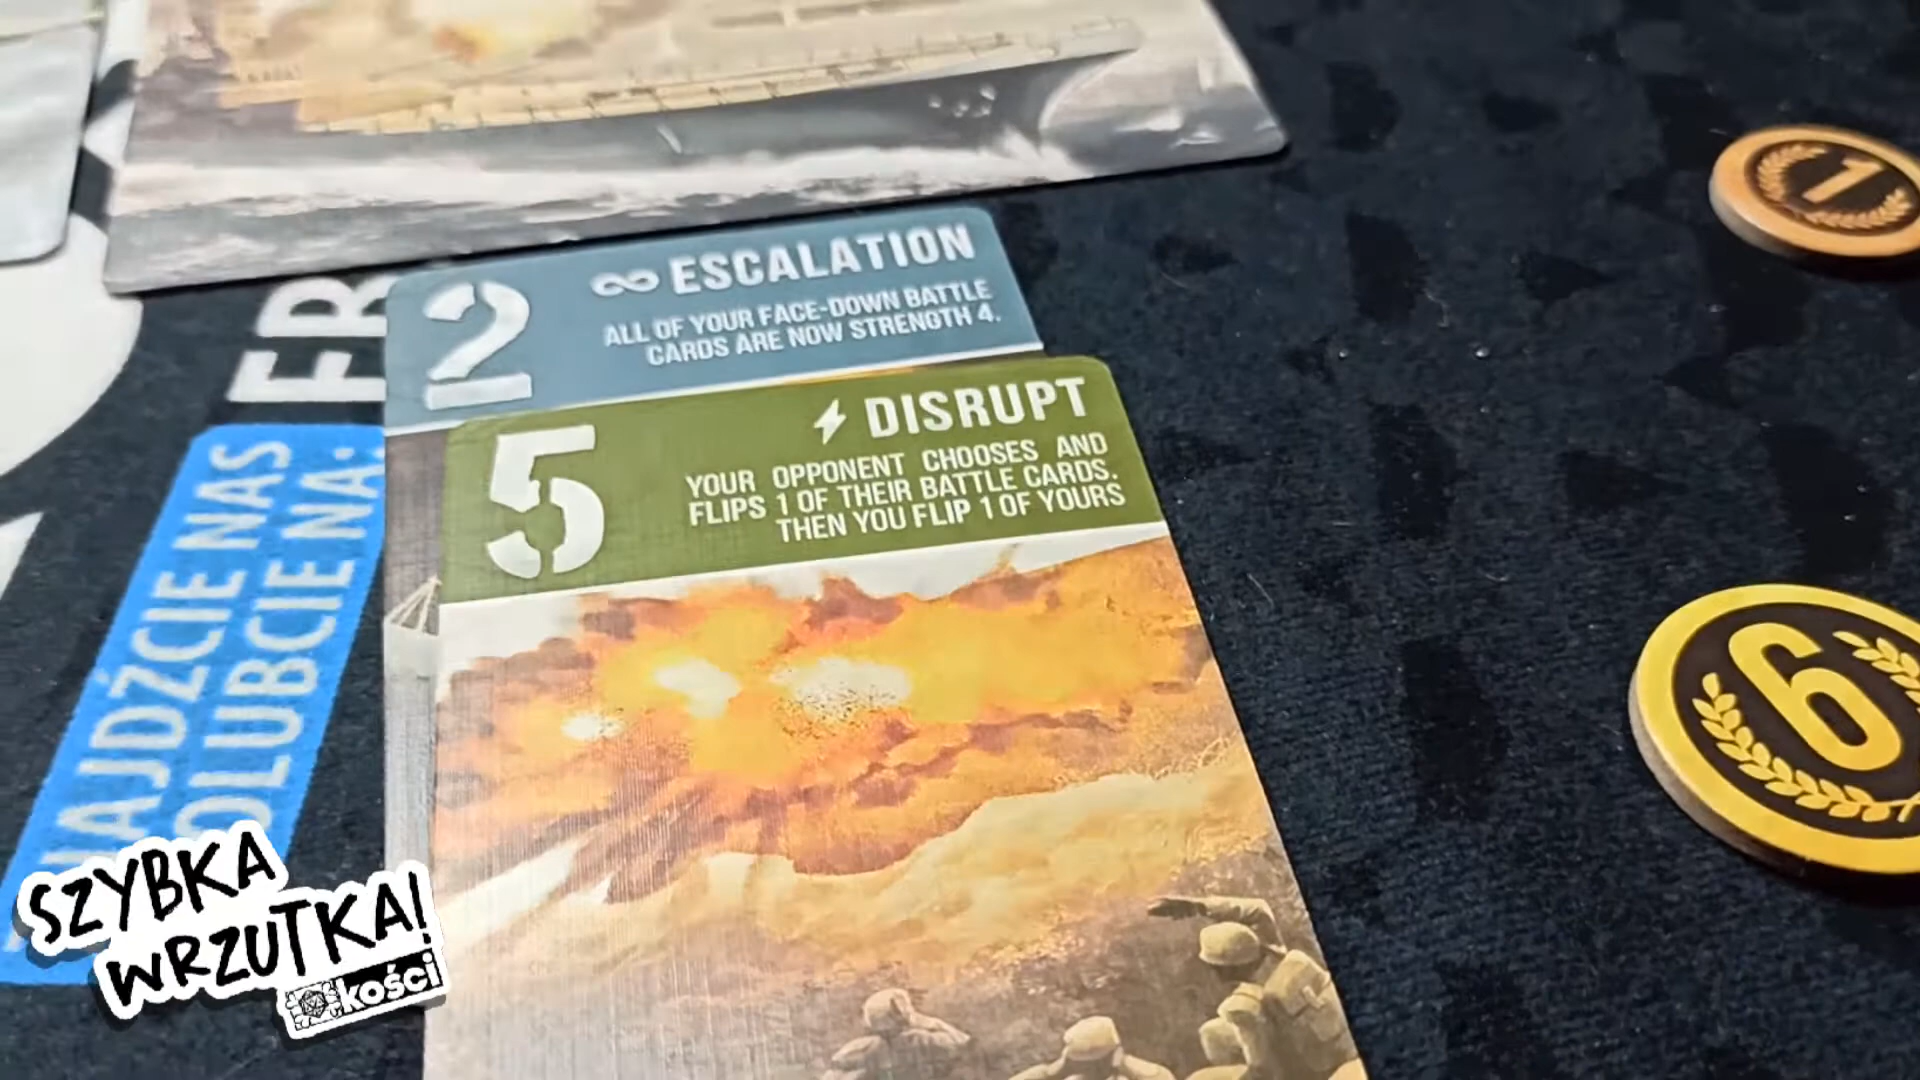 1
2
∞ ESCALATION
ALL OF YOUR FACE-DOWN BATTLE
CARDS ARE NOW STRENGTH 4.
5
DISRUPT
YOUR OPPONENT CHOOSES AND
FLIPS 1 OF THEIR BATTLE CARDS.
THEN YOU FLIP 1 OF YOURS
6
NAJDŹCIE NAS
POLUBCIE NA:
SZYBKA
WRZUTKA!
kości